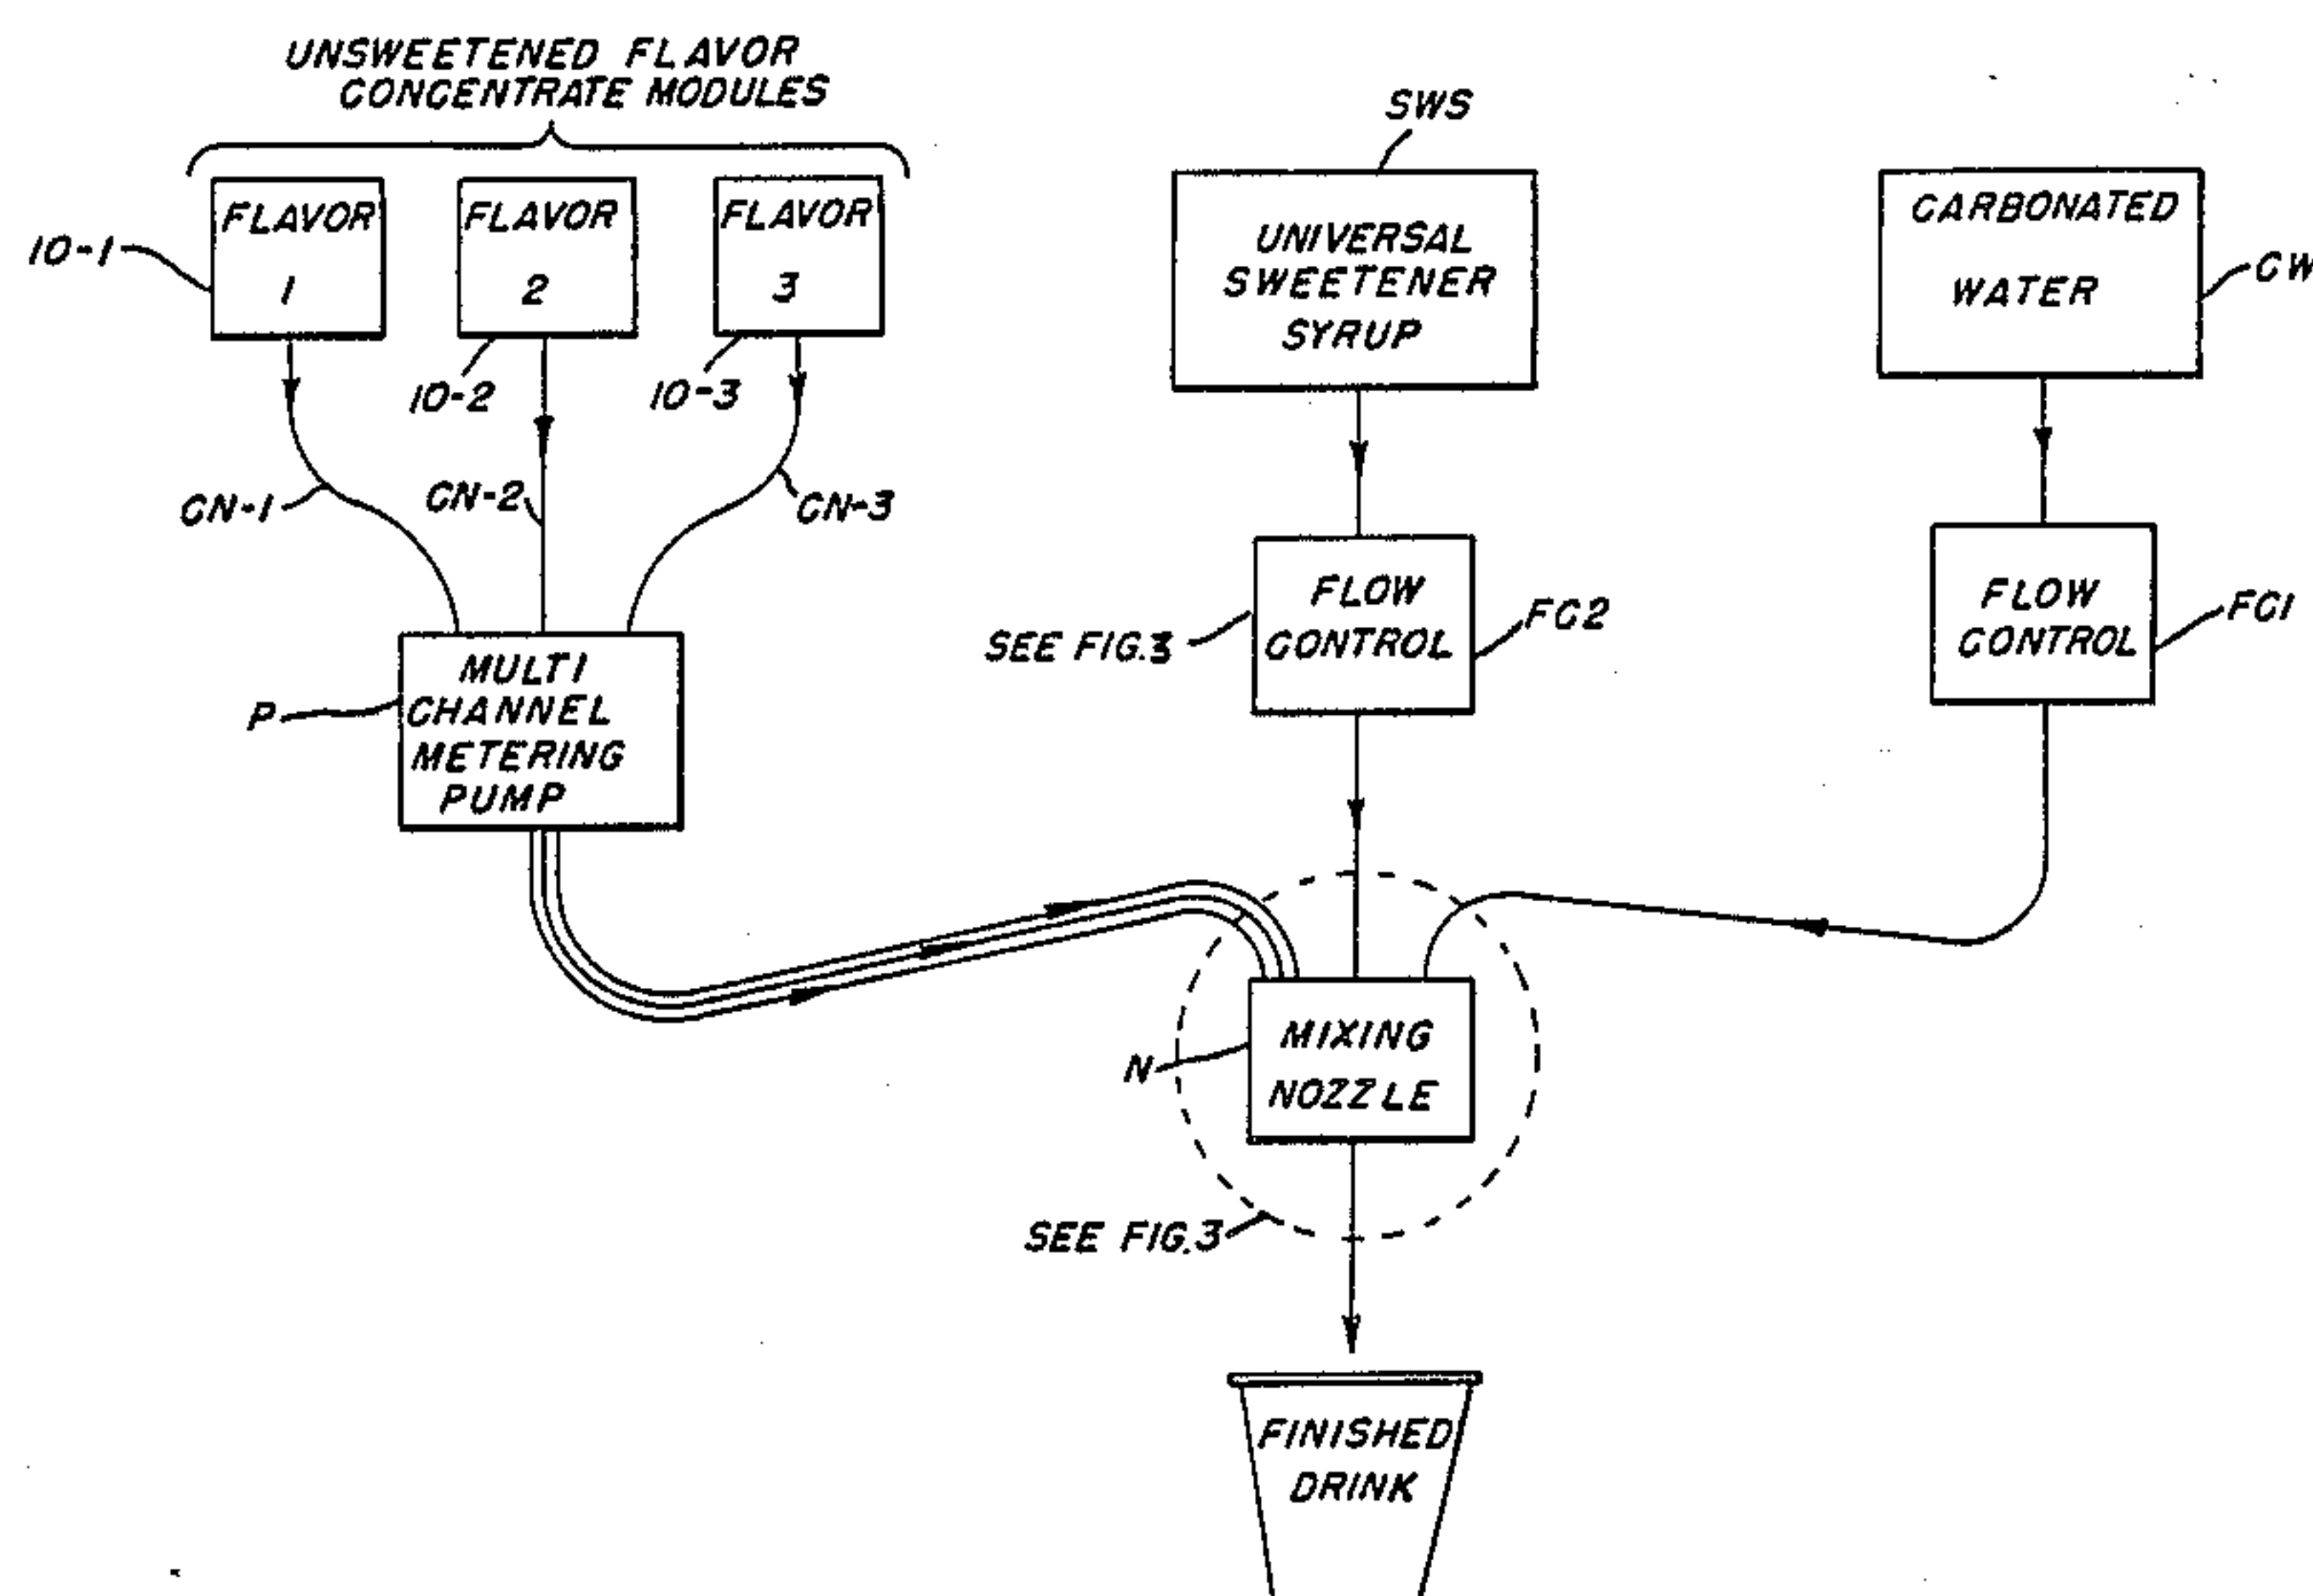 UNSWEETENED FLAVOR
CONCENTRATE MODULES
SWS
FLAVOR
1
FLAVOR
2
FLAVOR
3
10-1
10-2
10-3
UNIVERSAL
SWEETENER
SYRUP
CARBONATED
WATER
CW
CN-1
CN-2
CN-3
MULTI
CHANNEL
METERING
PUMP
P
SEE FIG.3
FLOW
CONTROL
FC2
FLOW
CONTROL
FC1
MIXING
NOZZLE
N
SEE FIG.3
FINISHED
DRINK